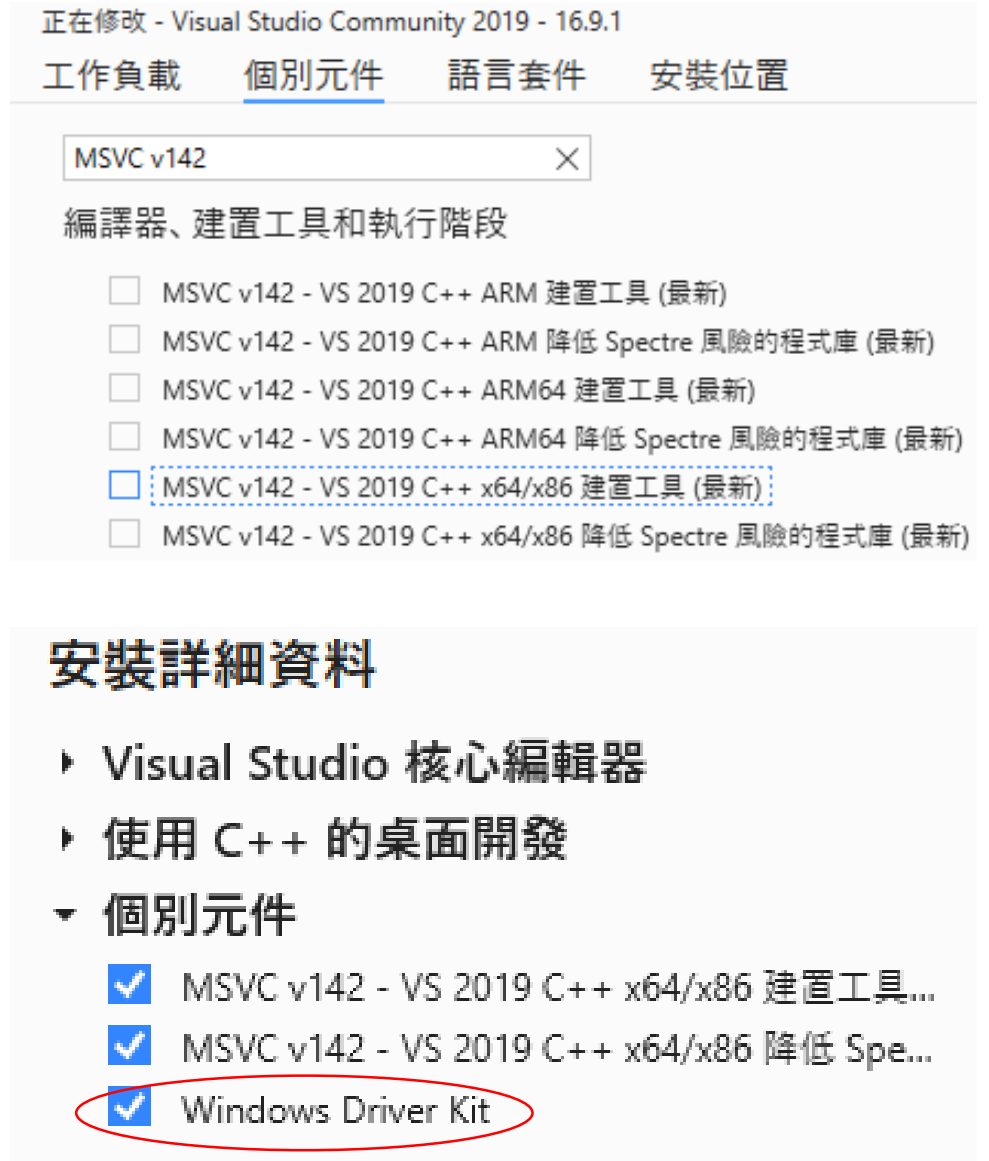 正在修改 - Visual Studio Community 2019 - 16.9.1
工作負載 個別元件 語言套件 安裝位置
MSVC v142
編譯器、建置工具和執行階段
MSVC v142 - VS 2019 C++ ARM 建置工具 (最新)
MSVC v142 - VS 2019 C++ ARM 降低 Spectre 風險的程式庫 (最新)
MSVC v142 - VS 2019 C++ ARM64 建置工具 (最新)
MSVC v142 - VS 2019 C++ ARM64 降低 Spectre 風險的程式庫 (最新)
MSVC v142 - VS 2019 C++ x64/x86 建置工具 (最新)
MSVC v142 - VS 2019 C++ x64/x86 降低 Spectre 風險的程式庫 (最新)
安裝詳細資料
Visual Studio 核心編輯器
使用 C++ 的桌面開發
個別元件
MSVC v142 - VS 2019 C++ x64/x86 建置工具...
MSVC v142 - VS 2019 C++ x64/x86 降低 Spe...
Windows Driver Kit